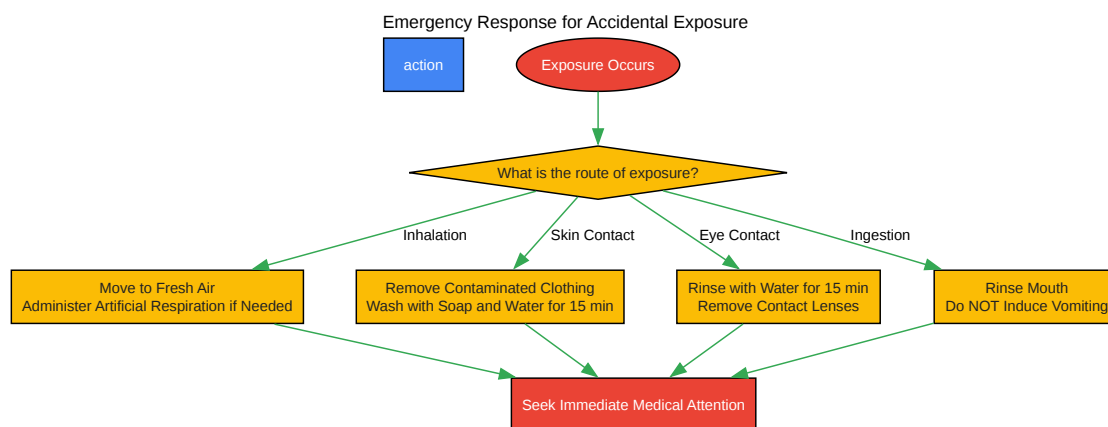 Emergency Response for Accidental Exposure
action
Exposure Occurs
What is the route of exposure?
Inhalation
Skin Contact
Eye Contact
Ingestion
Move to Fresh Air
Administer Artificial Respiration if Needed
Remove Contaminated Clothing
Wash with Soap and Water for 15 min
Rinse with Water for 15 min
Remove Contact Lenses
Rinse Mouth
Do NOT Induce Vomiting
Seek Immediate Medical Attention